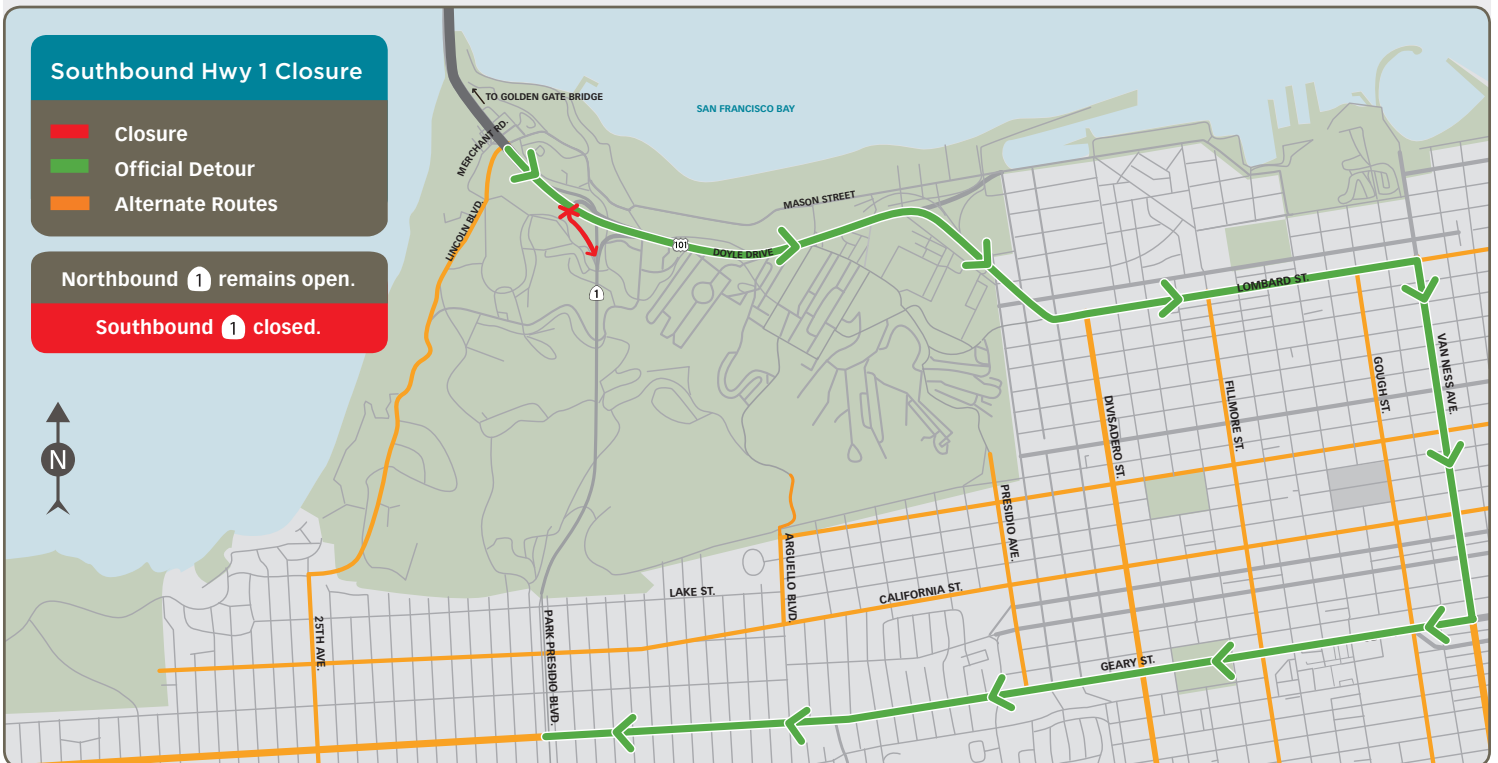 Southbound Hwy 1 Closure
Closure
Official Detour
Alternate Routes
Northbound 1 remains open.
Southbound 1 closed.
N
TO GOLDEN GATE BRIDGE
SAN FRANCISCO BAY
MERCHANT RD.
LINCOLN BLVD.
MASON STREET
101
DOYLE DRIVE
1
LOMBARD ST.
VAN NESS AVE.
GOUGH ST.
FILLMORE ST.
DIVISADERO ST.
PRESIDIO AVE.
ARGUELLO BLVD.
CALIFORNIA ST.
LAKE ST.
PARK PRESIDIO BLVD.
25TH AVE.
GEARY ST.